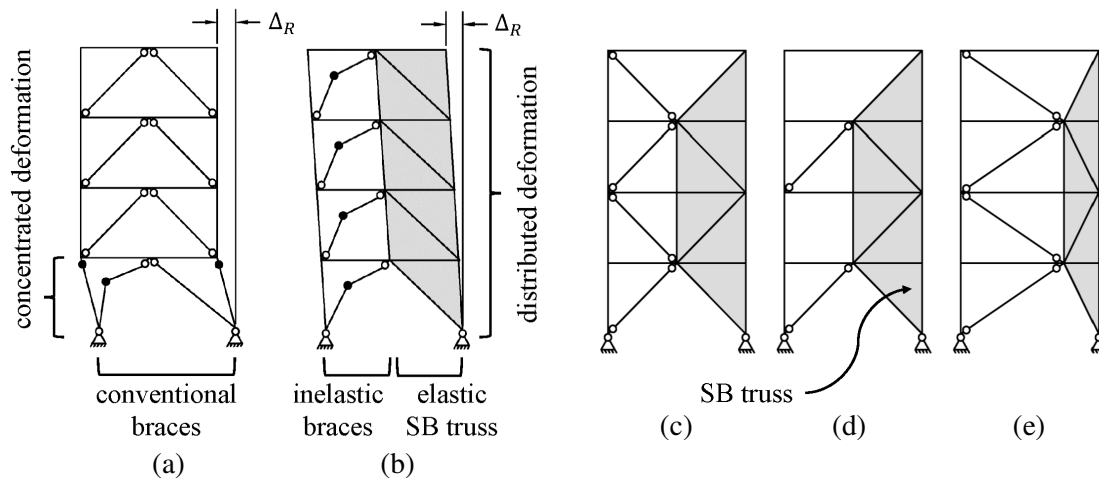 Δ_R
concentrated deformation
conventional
braces
(a)
Δ_R
distributed deformation
inelastic
braces
elastic
SB truss
(b)
SB truss
(c)
(d)
(e)